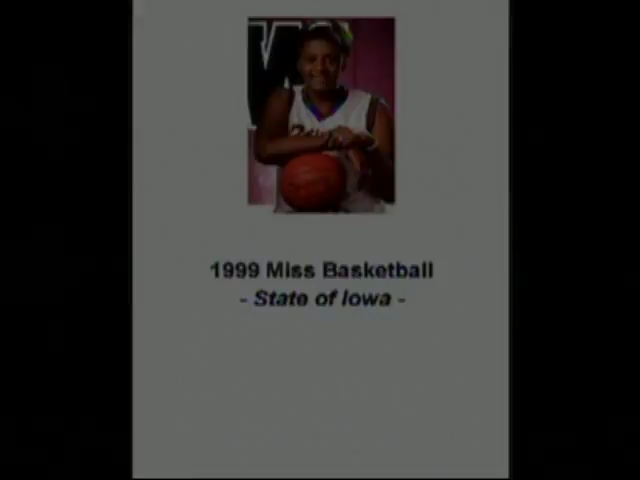 1999 Miss Basketball
- State of Iowa -